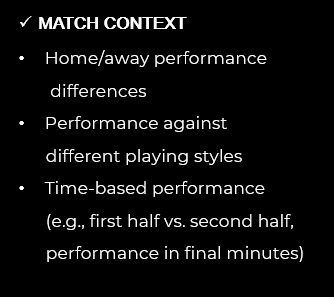 ✓ MATCH CONTEXT
• Home/away performance
differences
• Performance against
different playing styles
• Time-based performance
(e.g., first half vs. second half,
performance in final minutes)